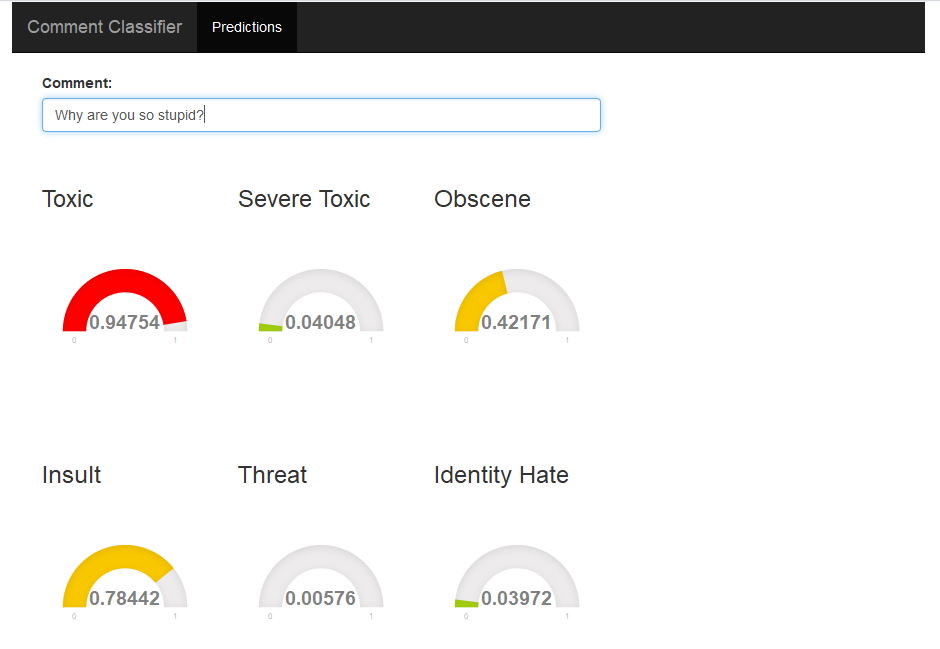 Comment Classifier Predictions
Comment:
Why are you so stupid?
Toxic Severe Toxic Obscene
0.94754 0.04048 0.42171
0 1 0 1 0 1
Insult Threat Identity Hate
0.78442 0.00576 0.03972
0 1 0 1 0 1